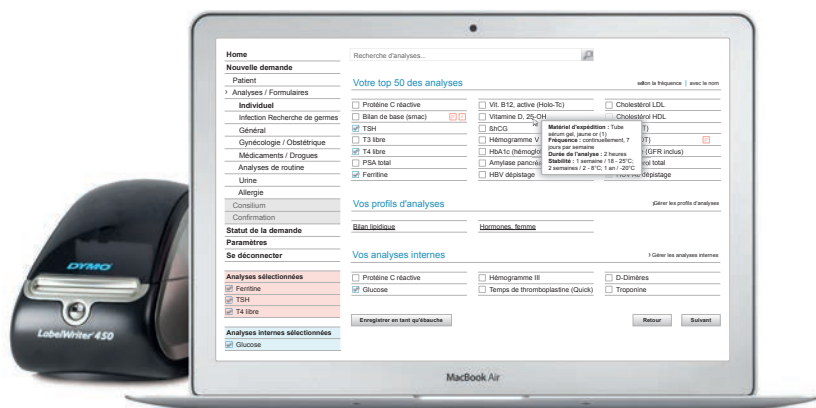 Home
Nouvelle demande
Patient
› Analyses / Formulaires
Individuel
Infection Recherche de germes
Général
Gynécologie / Obstétrique
Médicaments / Drogues
Analyses de routine
Urine
Allergie
Consilium
Confirmation
Statut de la demande
Paramètres
Se déconnecter
Analyses sélectionnées
Ferritine
TSH
T4 libre
Analyses internes sélectionnées
Glucose
Recherche d'analyses...
Votre top 50 des analyses
selon la fréquence | avec le nom
Protéine C réactive
Bilan de base (smac)
TSH
T3 libre
T4 libre
PSA total
Ferritine
Vit. B12, active (Holo-Tc)
Vitamine D, 25-OH
ßhCG
Hémogramme V
HbA1c (hémoglo
Amylase pancré
HBV dépistage
Cholestérol LDL
Cholestérol HDL
(GFR inclus)
total
dépistage
Matériel d'expédition : Tube
sérum gel, jaune or (1)
Fréquence : continuellement, 7
jours par semaine
Durée de l'analyse : 2 heures
Stabilité : 1 semaine / 18 - 25°C;
2 semaines / 2 - 8°C; 1 an / -20°C
Vos profils d'analyses
›Gérer les profils d'analyses
Bilan lipidique
Hormones, femme
Vos analyses internes
› Gérer les analyses internes
Protéine C réactive
Glucose
Hémogramme III
Temps de thromboplastine (Quick)
D-Dimères
Troponine
Enregistrer en tant qu'ébauche
Retour
Suivant
DYMO
LabelWriter 450
MacBook Air